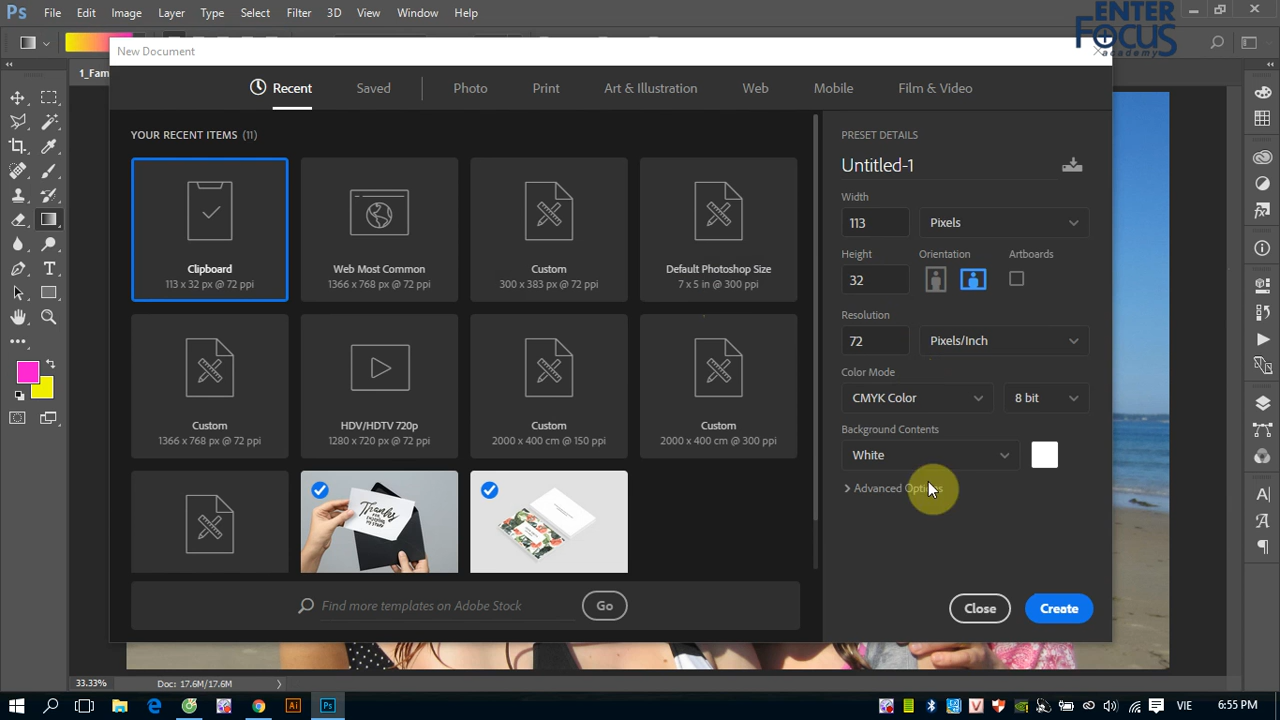 Ps File Edit Image Layer Type Select Filter 3D View Window Help
ENTER
FOCUS
academy
New Document
1_Fam
Recent Saved Photo Print Art & Illustration Web Mobile Film & Video
YOUR RECENT ITEMS (11)
Clipboard
113 x 32 px @ 72 ppi
Web Most Common
1366 x 768 px @ 72 ppi
Custom
300 x 383 px @ 72 ppi
Default Photoshop Size
7 x 5 in @ 300 ppi
Custom
1366 x 768 px @ 72 ppi
HDV/HDTV 720p
1280 x 720 px @ 72 ppi
Custom
2000 x 400 cm @ 150 ppi
Custom
2000 x 400 cm @ 300 ppi
Thank
Find more templates on Adobe Stock
Go
PRESET DETAILS
Untitled-1
Width
113 Pixels
Height Orientation Artboards
32
Resolution
72 Pixels/Inch
Color Mode
CMYK Color 8 bit
Background Contents
White
Advanced Options
Close Create
33.33% Doc: 17.6M/17.6M
Ai Ps
VIE 6:55 PM